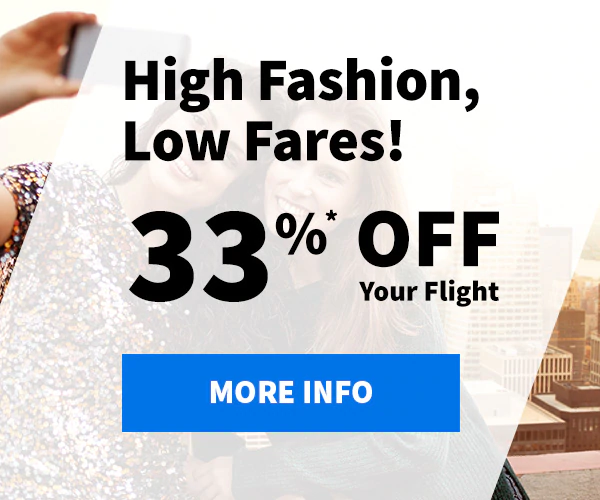 High Fashion,
Low Fares!
33%* OFF
Your Flight
MORE INFO